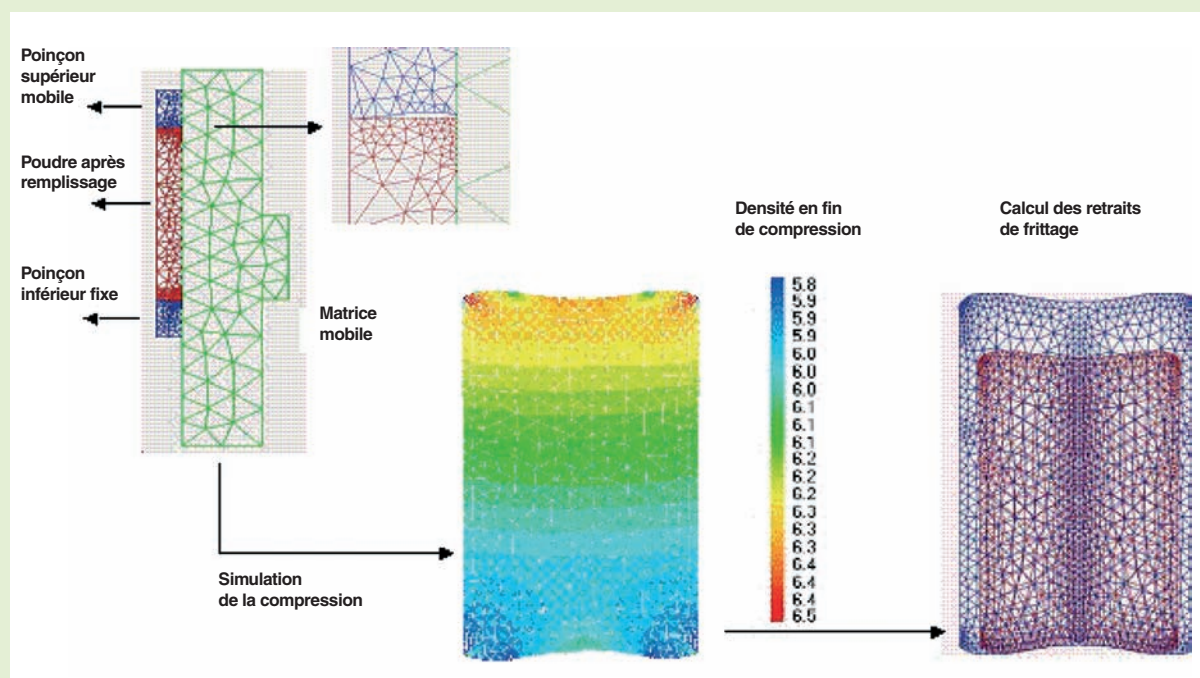 Poinçon
supérieur
mobile
Poudre après
remplissage
Poinçon
inférieur fixe
Matrice
mobile
Simulation
de la compression
Densité en fin
de compression
5.8
5.9
5.9
5.9
6.0
6.0
6.0
6.1
6.1
6.1
6.2
6.2
6.3
6.3
6.3
6.4
6.4
6.4
6.5
Calcul des retraits
de frittage